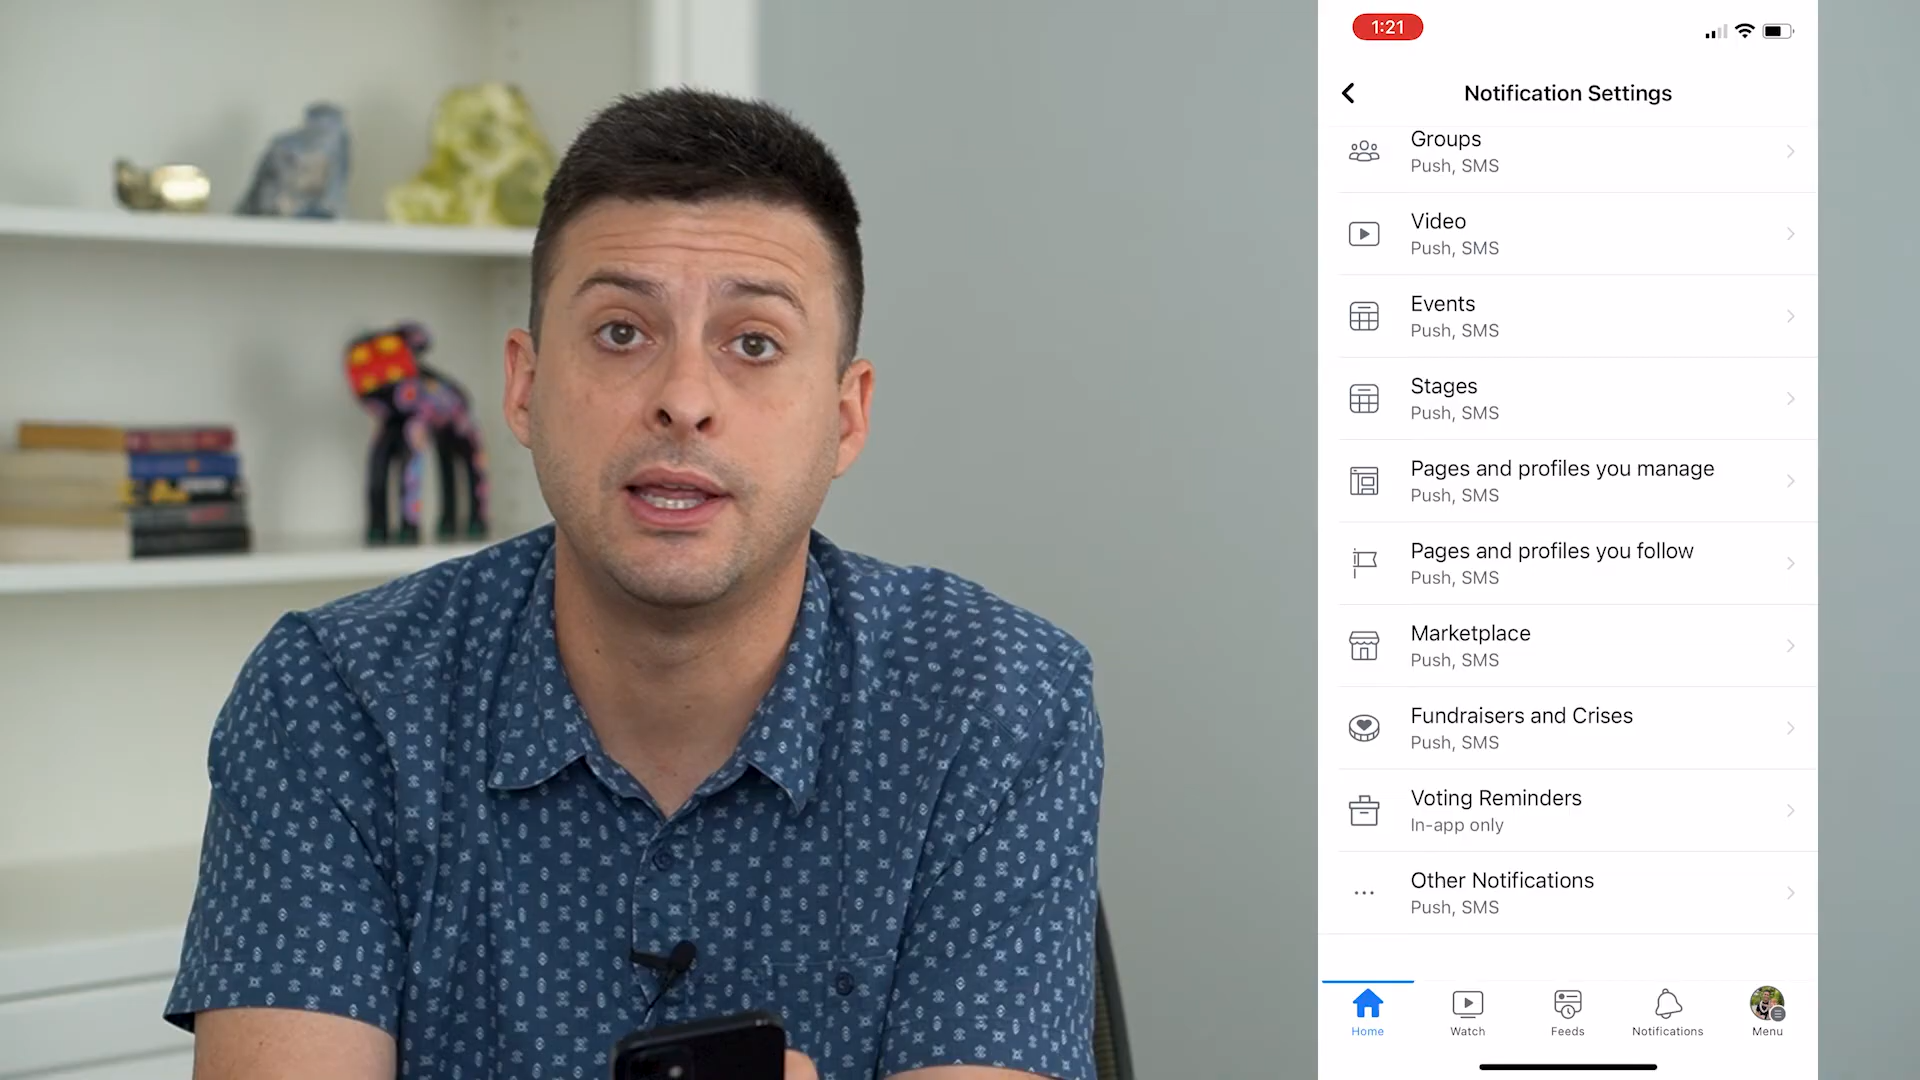 1:21
Notification Settings
Groups
Push, SMS
Video
Push, SMS
Events
Push, SMS
Stages
Push, SMS
Pages and profiles you manage
Push, SMS
Pages and profiles you follow
Push, SMS
Marketplace
Push, SMS
Fundraisers and Crises
Push, SMS
Voting Reminders
In-app only
Other Notifications
Push, SMS
Home
Watch
Feeds
Notifications
Menu